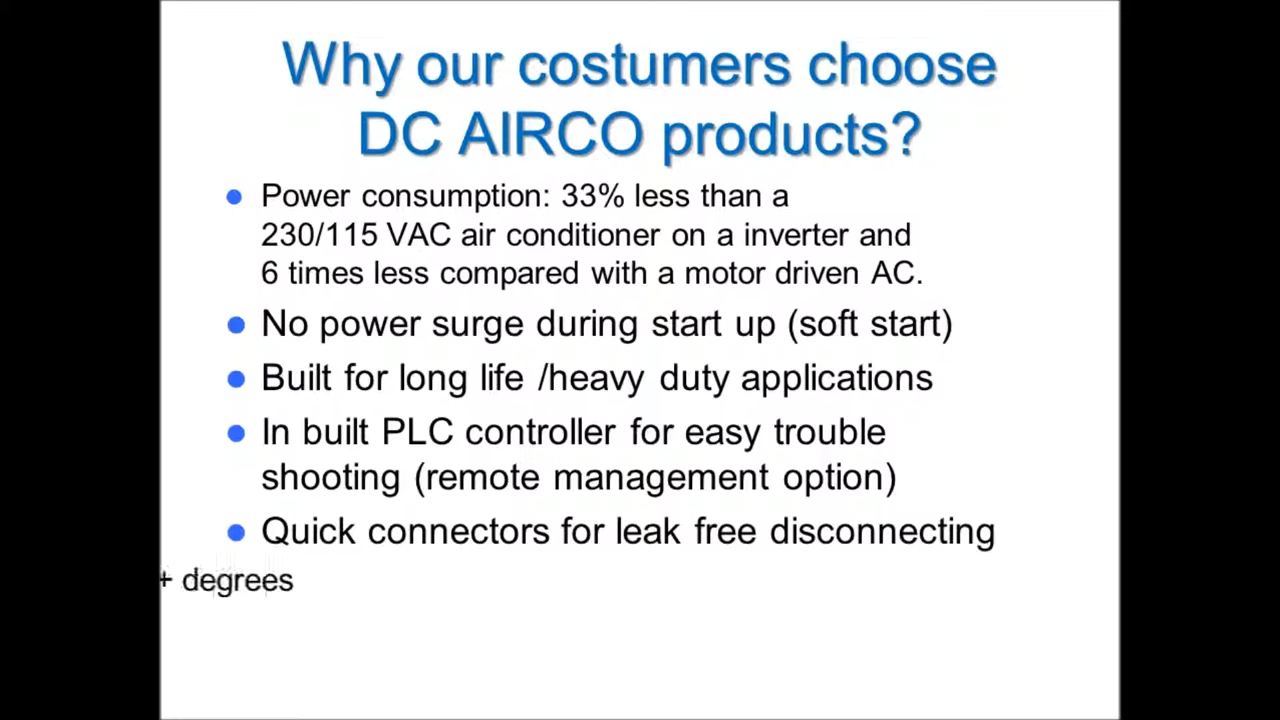 Why our costumers choose
DC AIRCO products?
Power consumption: 33% less than a
230/115 VAC air conditioner on a inverter and
6 times less compared with a motor driven AC.
No power surge during start up (soft start)
Built for long life /heavy duty applications
In built PLC controller for easy trouble
shooting (remote management option)
Quick connectors for leak free disconnecting
+ degrees